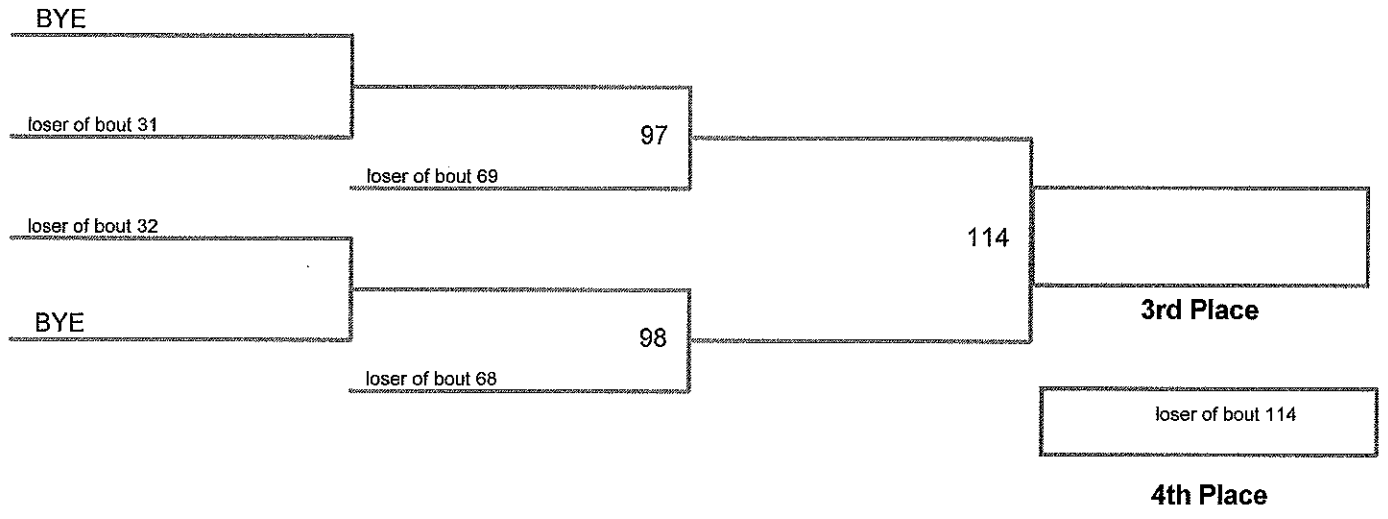 BYE
loser of bout 31
97
loser of bout 69
loser of bout 32
114
3rd Place
BYE
98
loser of bout 68
loser of bout 114
4th Place